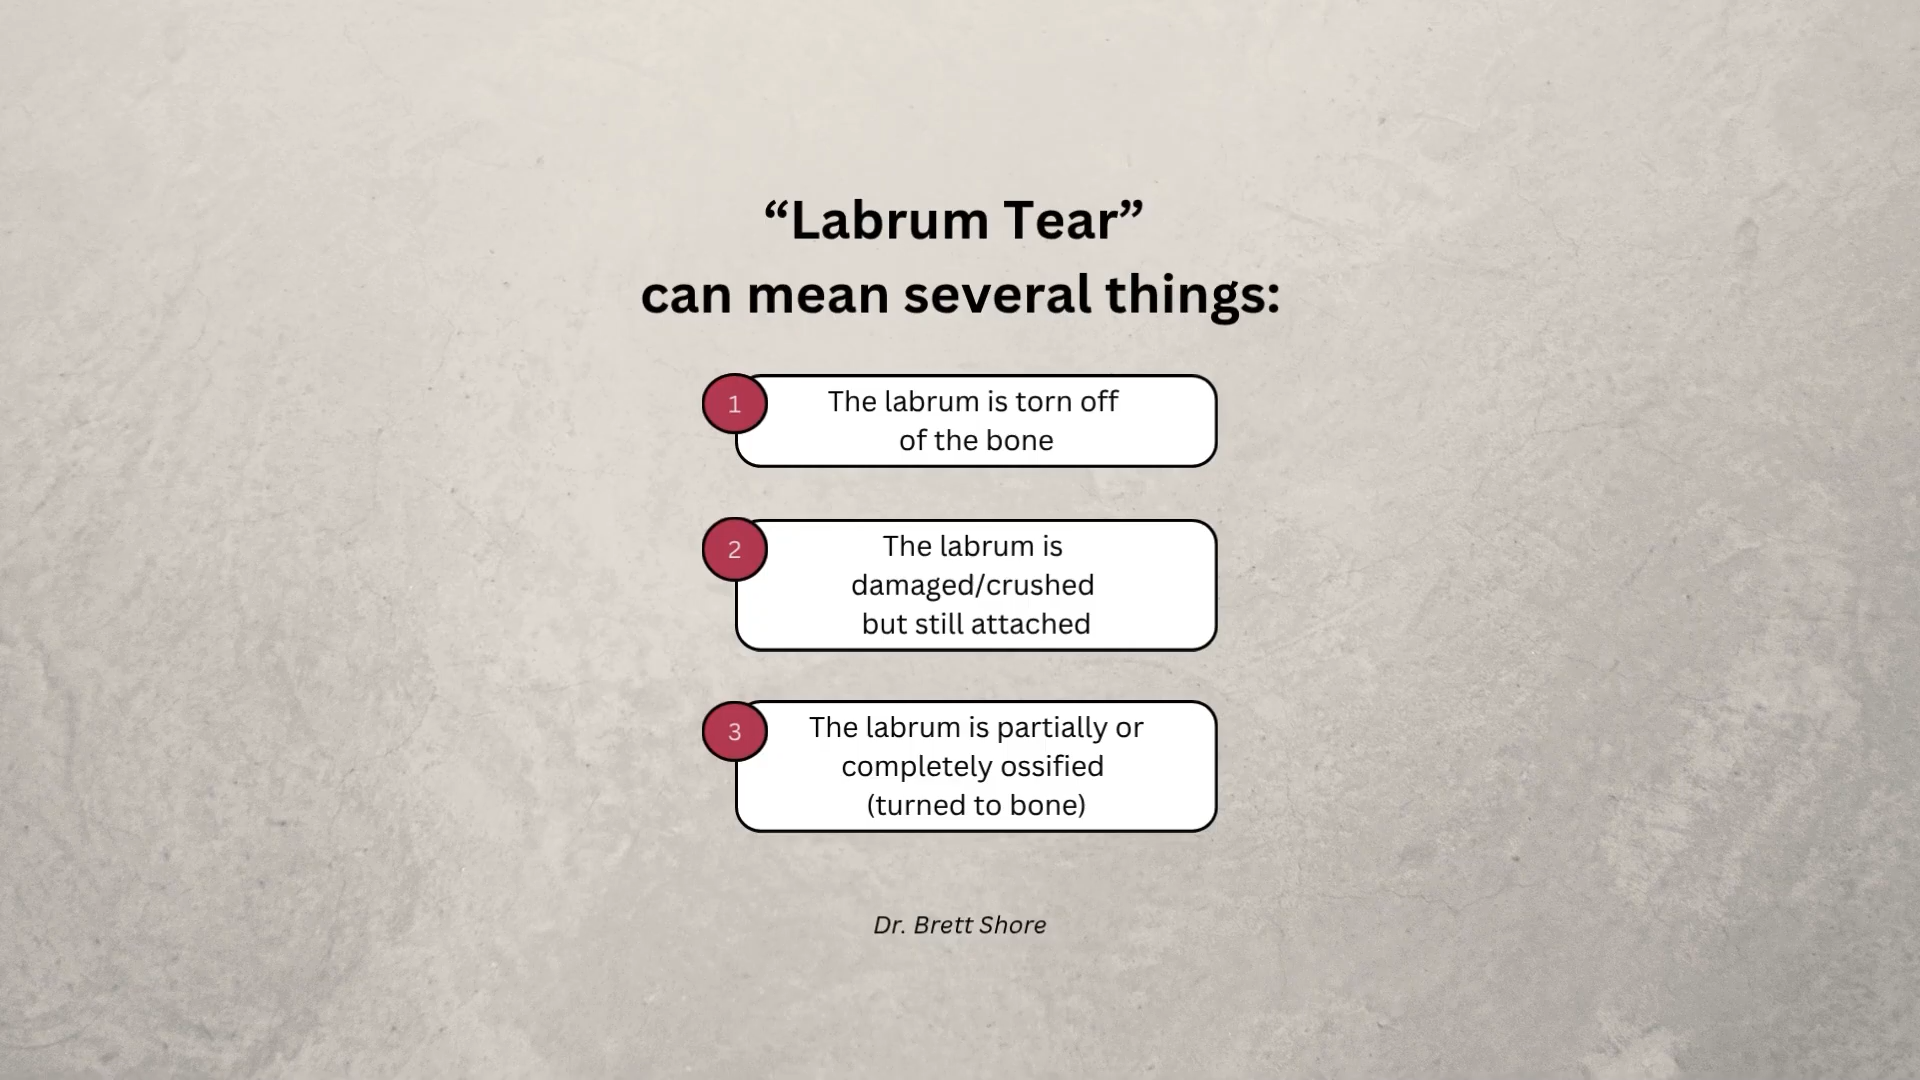 “Labrum Tear”
can mean several things:
1
The labrum is torn off
of the bone
2
The labrum is
damaged/crushed
but still attached
3
The labrum is partially or
completely ossified
(turned to bone)
Dr. Brett Shore